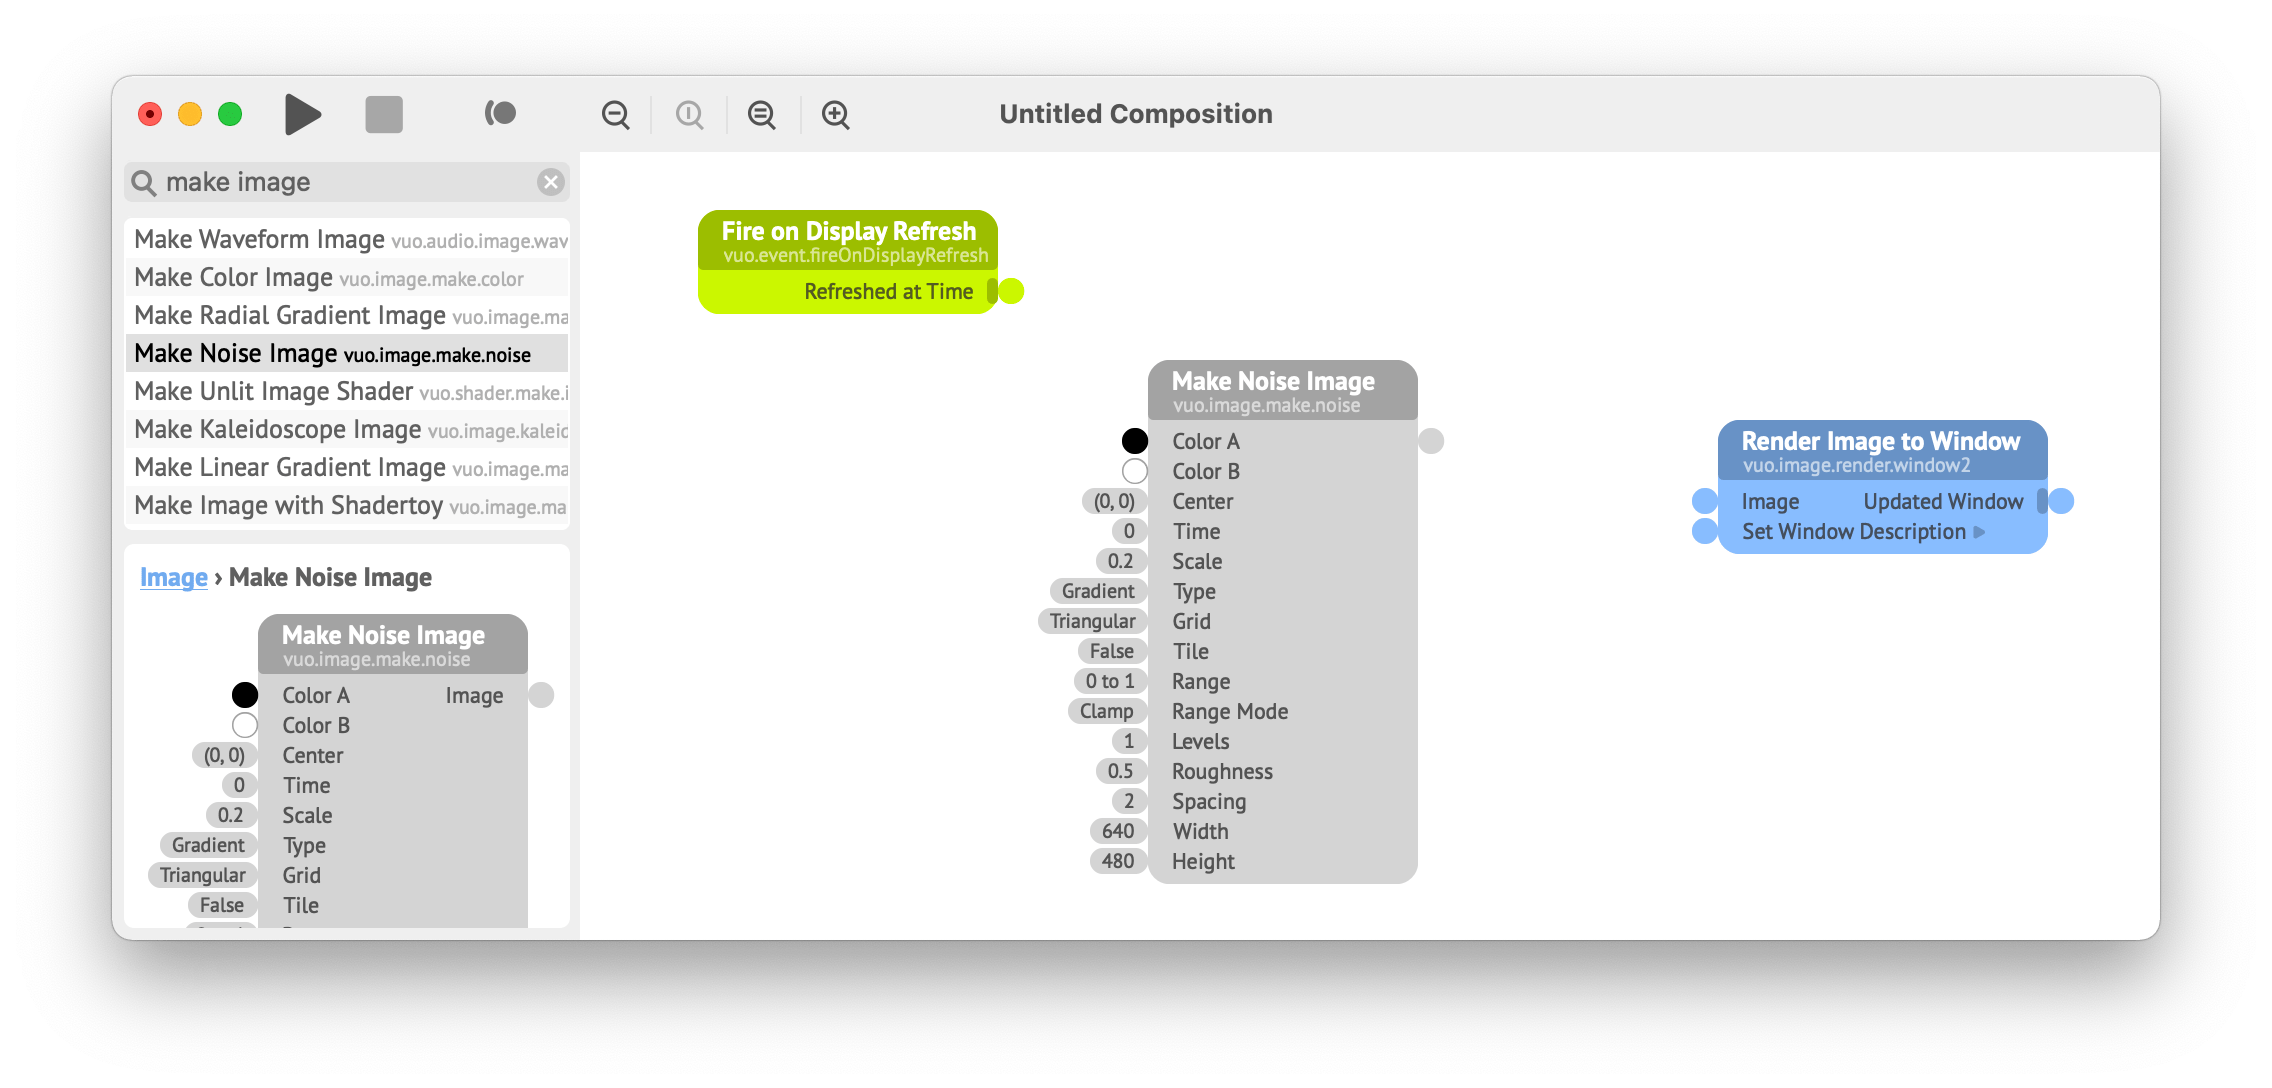 Untitled Composition
make image
Make Waveform Image vuo.audio.image.wav
Make Color Image vuo.image.make.color
Make Radial Gradient Image vuo.image.ma
Make Noise Image vuo.image.make.noise
Make Unlit Image Shader vuo.shader.make.i
Make Kaleidoscope Image vuo.image.kaleid
Make Linear Gradient Image vuo.image.ma
Make Image with Shadertoy vuo.image.ma
Image › Make Noise Image
Make Noise Image
vuo.image.make.noise
Color A Image
Color B
(0, 0) Center
0 Time
0.2 Scale
Gradient Type
Triangular Grid
False Tile
Fire on Display Refresh
vuo.event.fireOnDisplayRefresh
Refreshed at Time
Make Noise Image
vuo.image.make.noise
Color A
Color B
(0, 0) Center
0 Time
0.2 Scale
Gradient Type
Triangular Grid
False Tile
0 to 1 Range
Clamp Range Mode
1 Levels
0.5 Roughness
2 Spacing
640 Width
480 Height
Render Image to Window
vuo.image.render.window2
Image Updated Window
Set Window Description